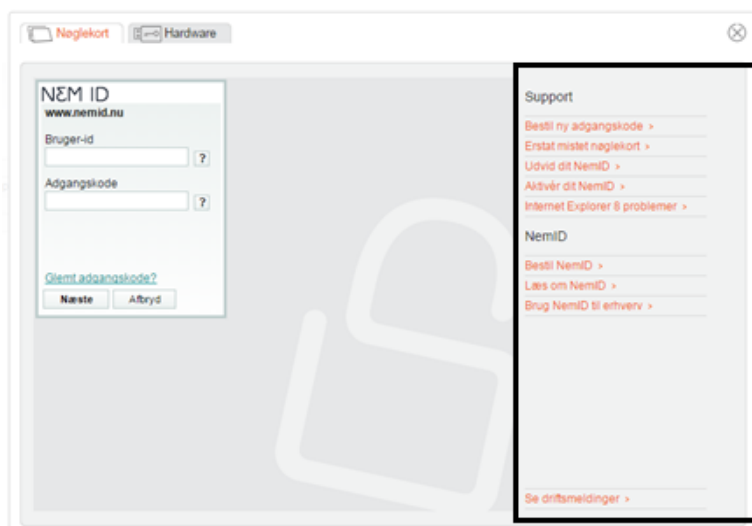 Nøglekort
Hardware
NEM ID
www.nemid.nu
Bruger-id
?
Adgangskode
?
Glemt adgangskode?
Næste
Afbryd
Support
Bestil ny adgangskode >
Erstat mistet nøglekort >
Udvid dit NemID >
Aktivér dit NemID >
Internet Explorer 8 problemer >
NemID
Bestil NemID >
Læs om NemID >
Brug NemID til erhverv >
Se driftsmeldinger >